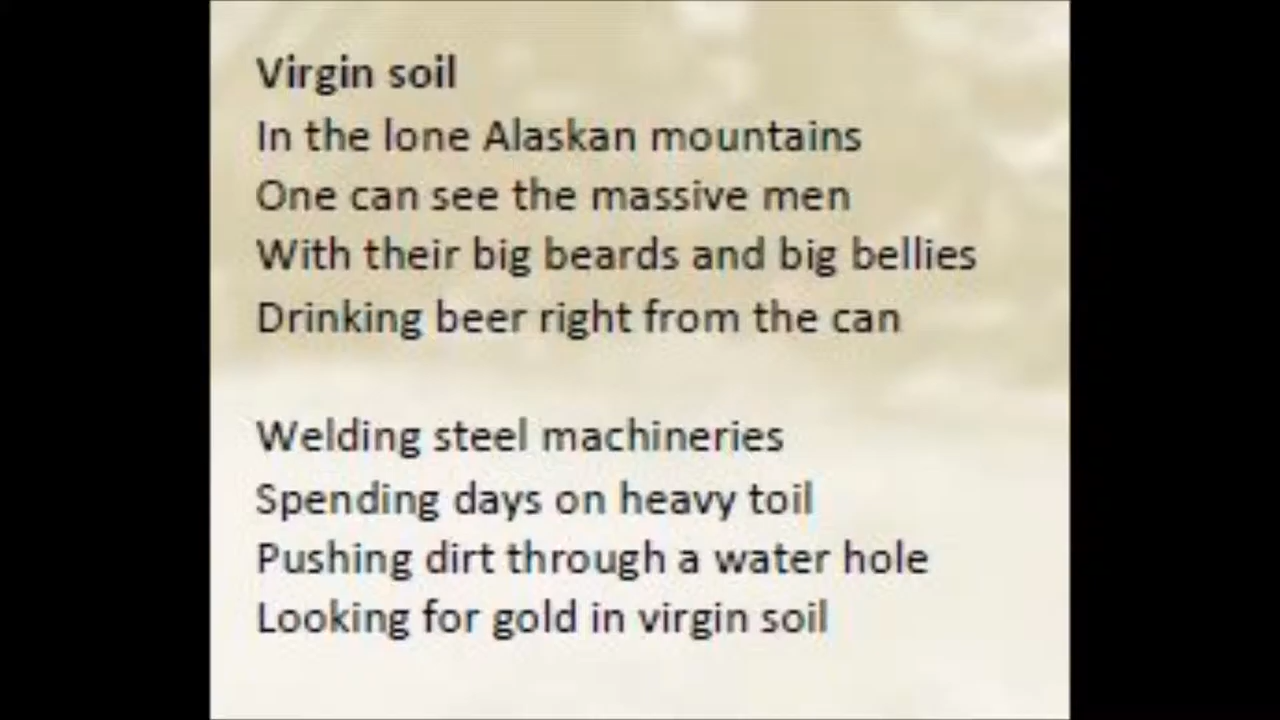 Virgin soil
In the lone Alaskan mountains
One can see the massive men
With their big beards and big bellies
Drinking beer right from the can
Welding steel machineries
Spending days on heavy toil
Pushing dirt through a water hole
Looking for gold in virgin soil